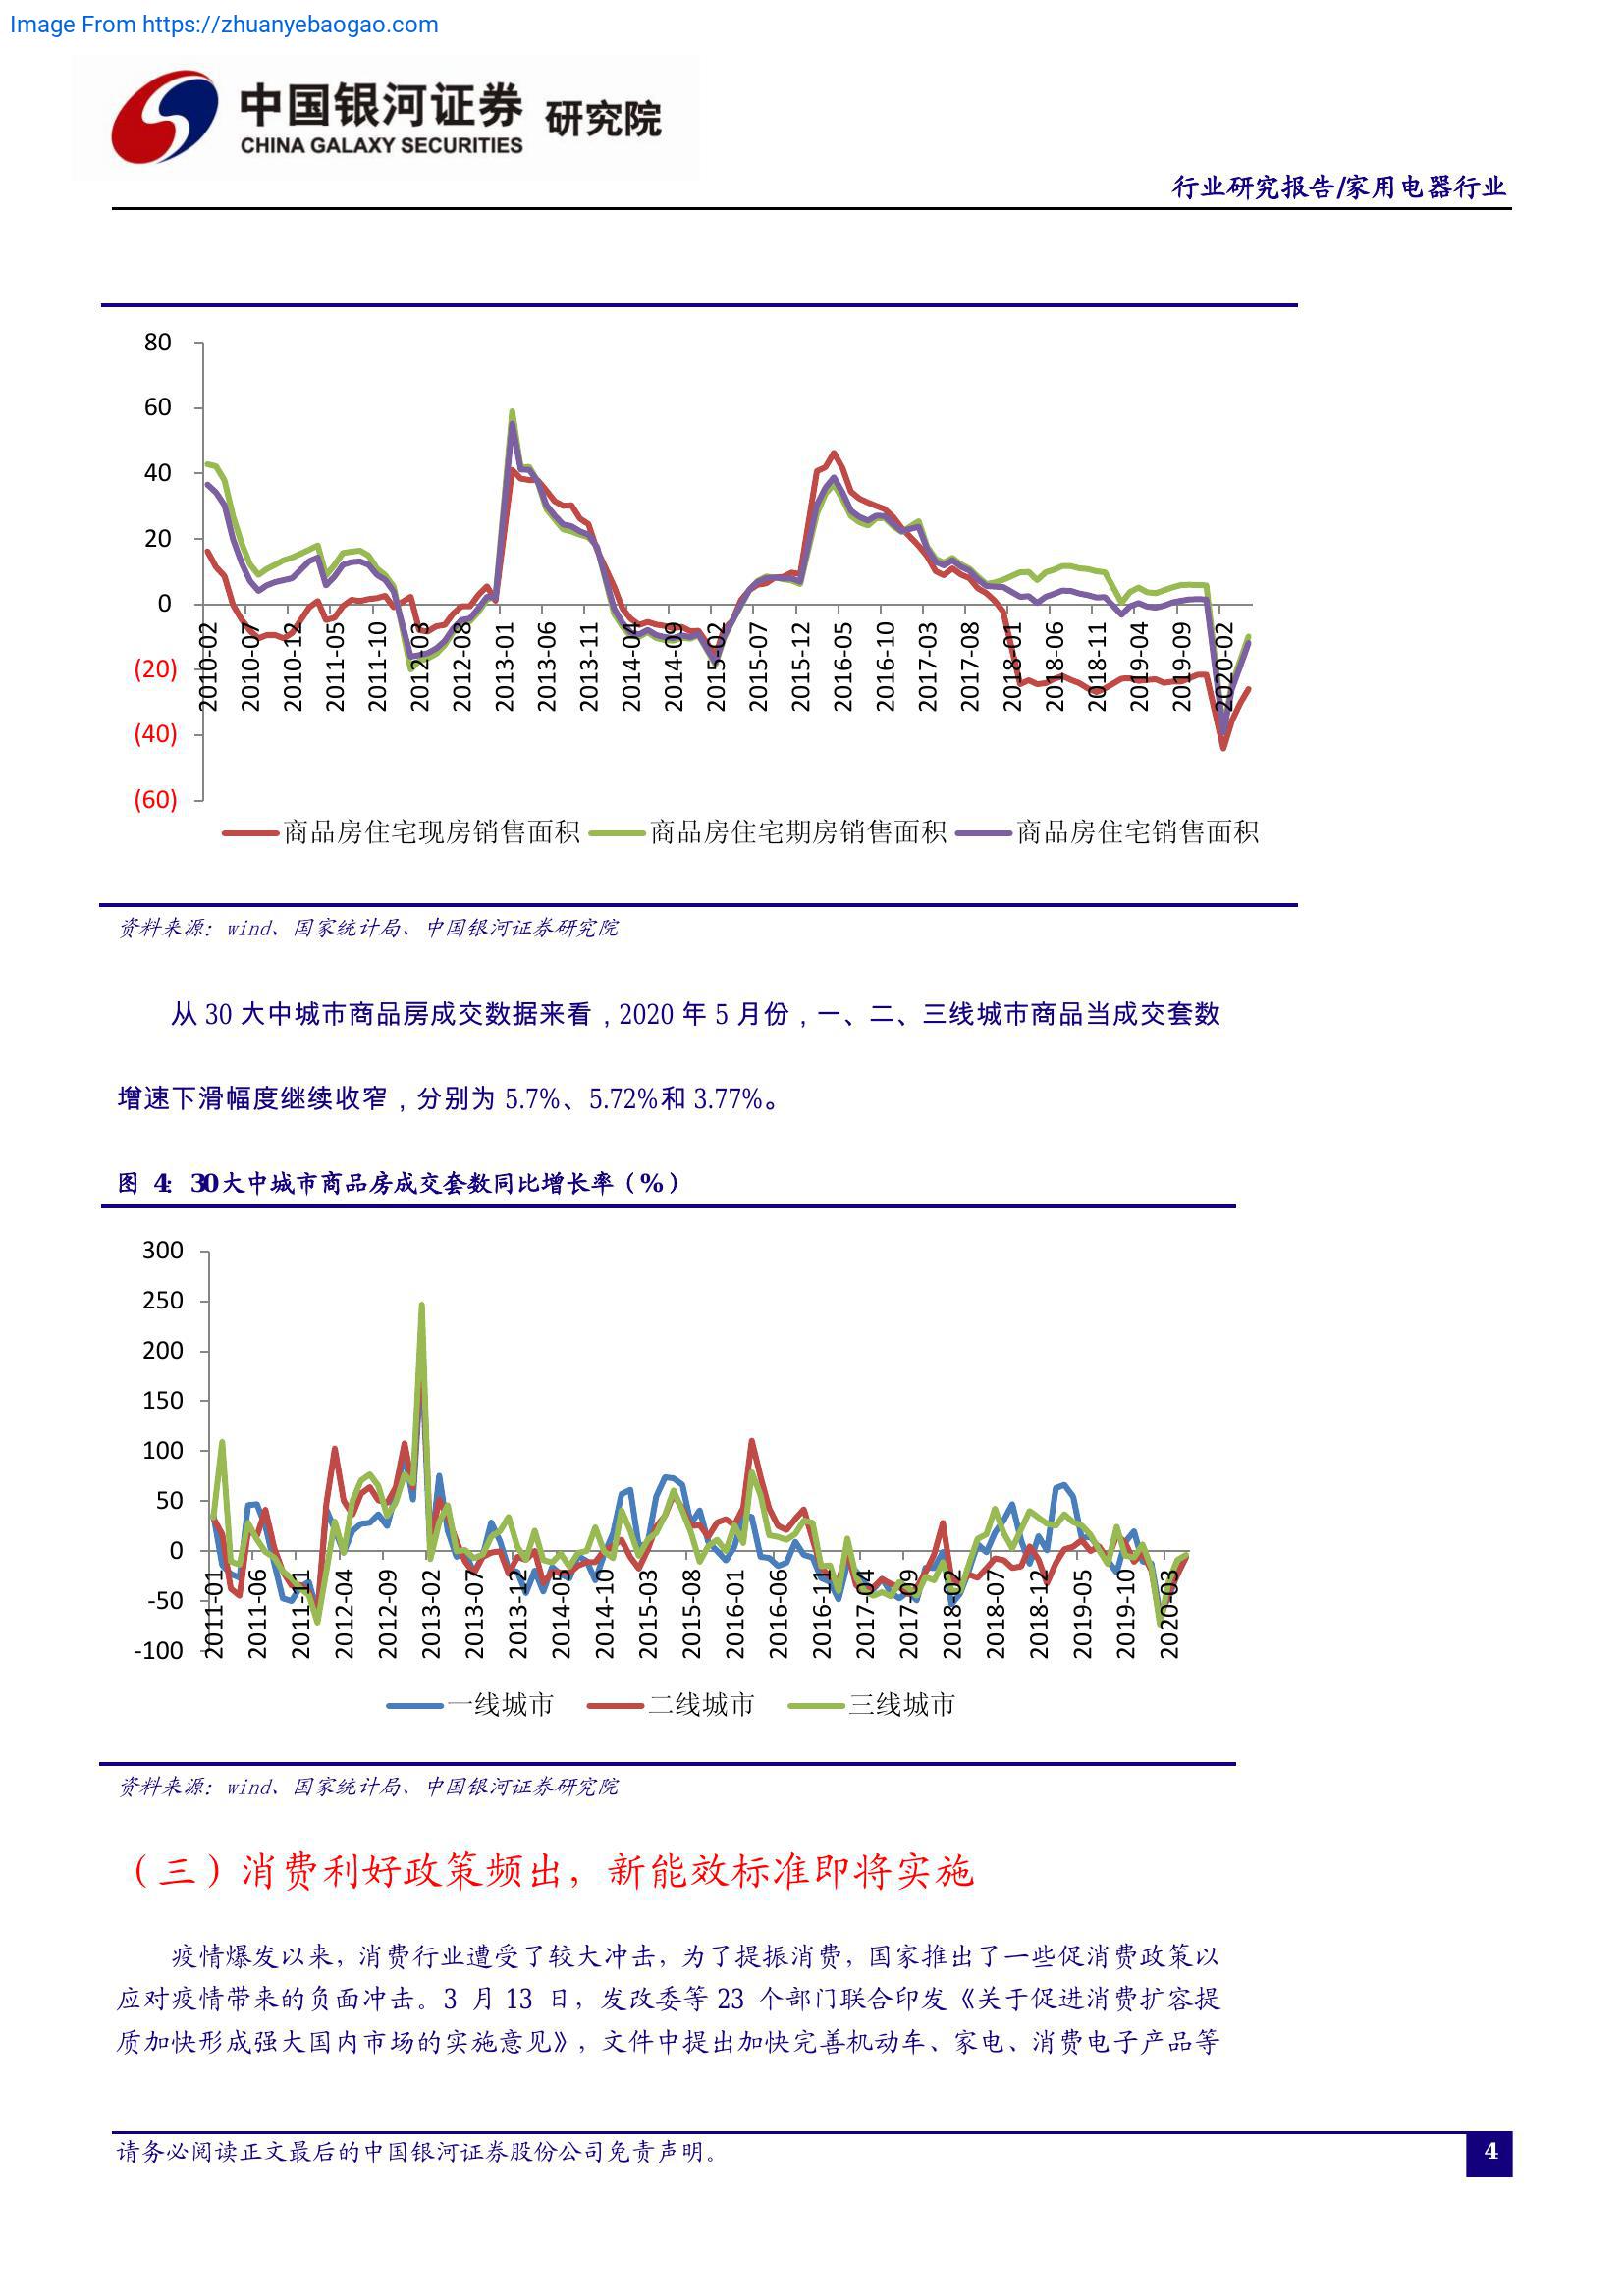 Image From https://zhuanyebaogao.com
中国银河证券 研究院
CHINA GALAXY SECURITIES
行业研究报告/家用电器行业
80
60
40
20
0
(20)
(40)
(60)
2010-02 2010-07 2010-12 2011-05 2011-10 2012-03 2012-08 2013-01 2013-06 2013-11 2014-04 2014-09 2015-02 2015-07 2015-12 2016-05 2016-10 2017-03 2017-08 2018-01 2018-06 2018-11 2019-04 2019-09 2020-02
商品房住宅现房销售面积 商品房住宅期房销售面积 商品房住宅销售面积
资料来源：wind、国家统计局、中国银河证券研究院
从 30 大中城市商品房成交数据来看，2020 年 5 月份，一、二、三线城市商品当成交套数
增速下滑幅度继续收窄，分别为 5.7%、5.72%和 3.77%。
图 4：30大中城市商品房成交套数同比增长率（%）
300
250
200
150
100
50
0
-50
-100
2011-01 2011-06 2011-11 2012-04 2012-09 2013-02 2013-07 2013-12 2014-05 2014-10 2015-03 2015-08 2016-01 2016-06 2016-11 2017-04 2017-09 2018-02 2018-07 2018-12 2019-05 2019-10 2020-03
一线城市 二线城市 三线城市
资料来源：wind、国家统计局、中国银河证券研究院
（三）消费利好政策频出，新能效标准即将实施
疫情爆发以来，消费行业遭受了较大冲击，为了提振消费，国家推出了一些促消费政策以
应对疫情带来的负面冲击。3 月 13 日，发改委等 23 个部门联合印发《关于促进消费扩容提
质加快形成强大国内市场的实施意见》，文件中提出加快完善机动车、家电、消费电子产品等
请务必阅读正文最后的中国银河证券股份公司免责声明。
4